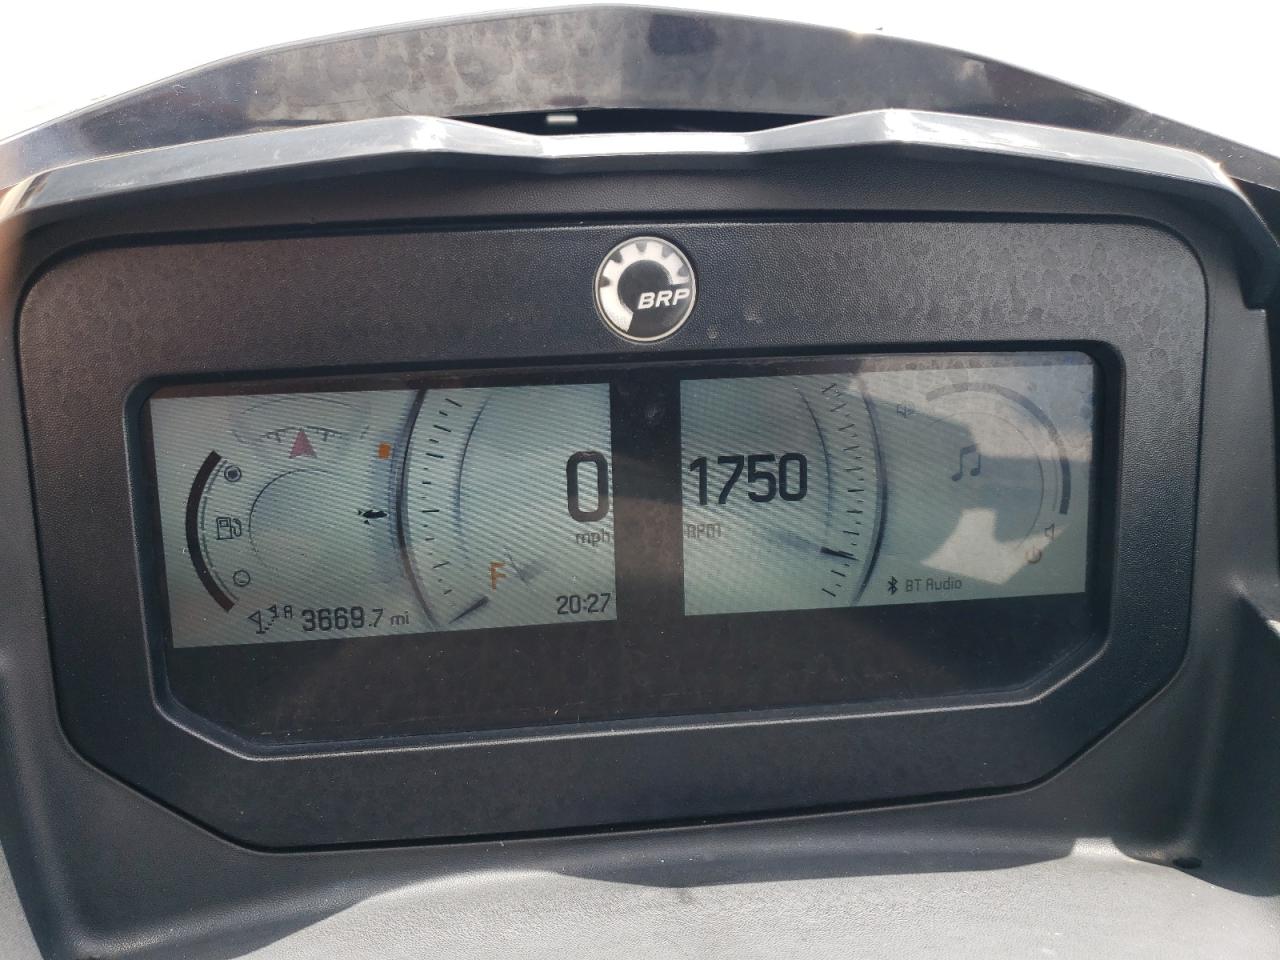 BRP
0
mph
1750
RPM
F
A 3669.7 mi
20:27
BT Audio